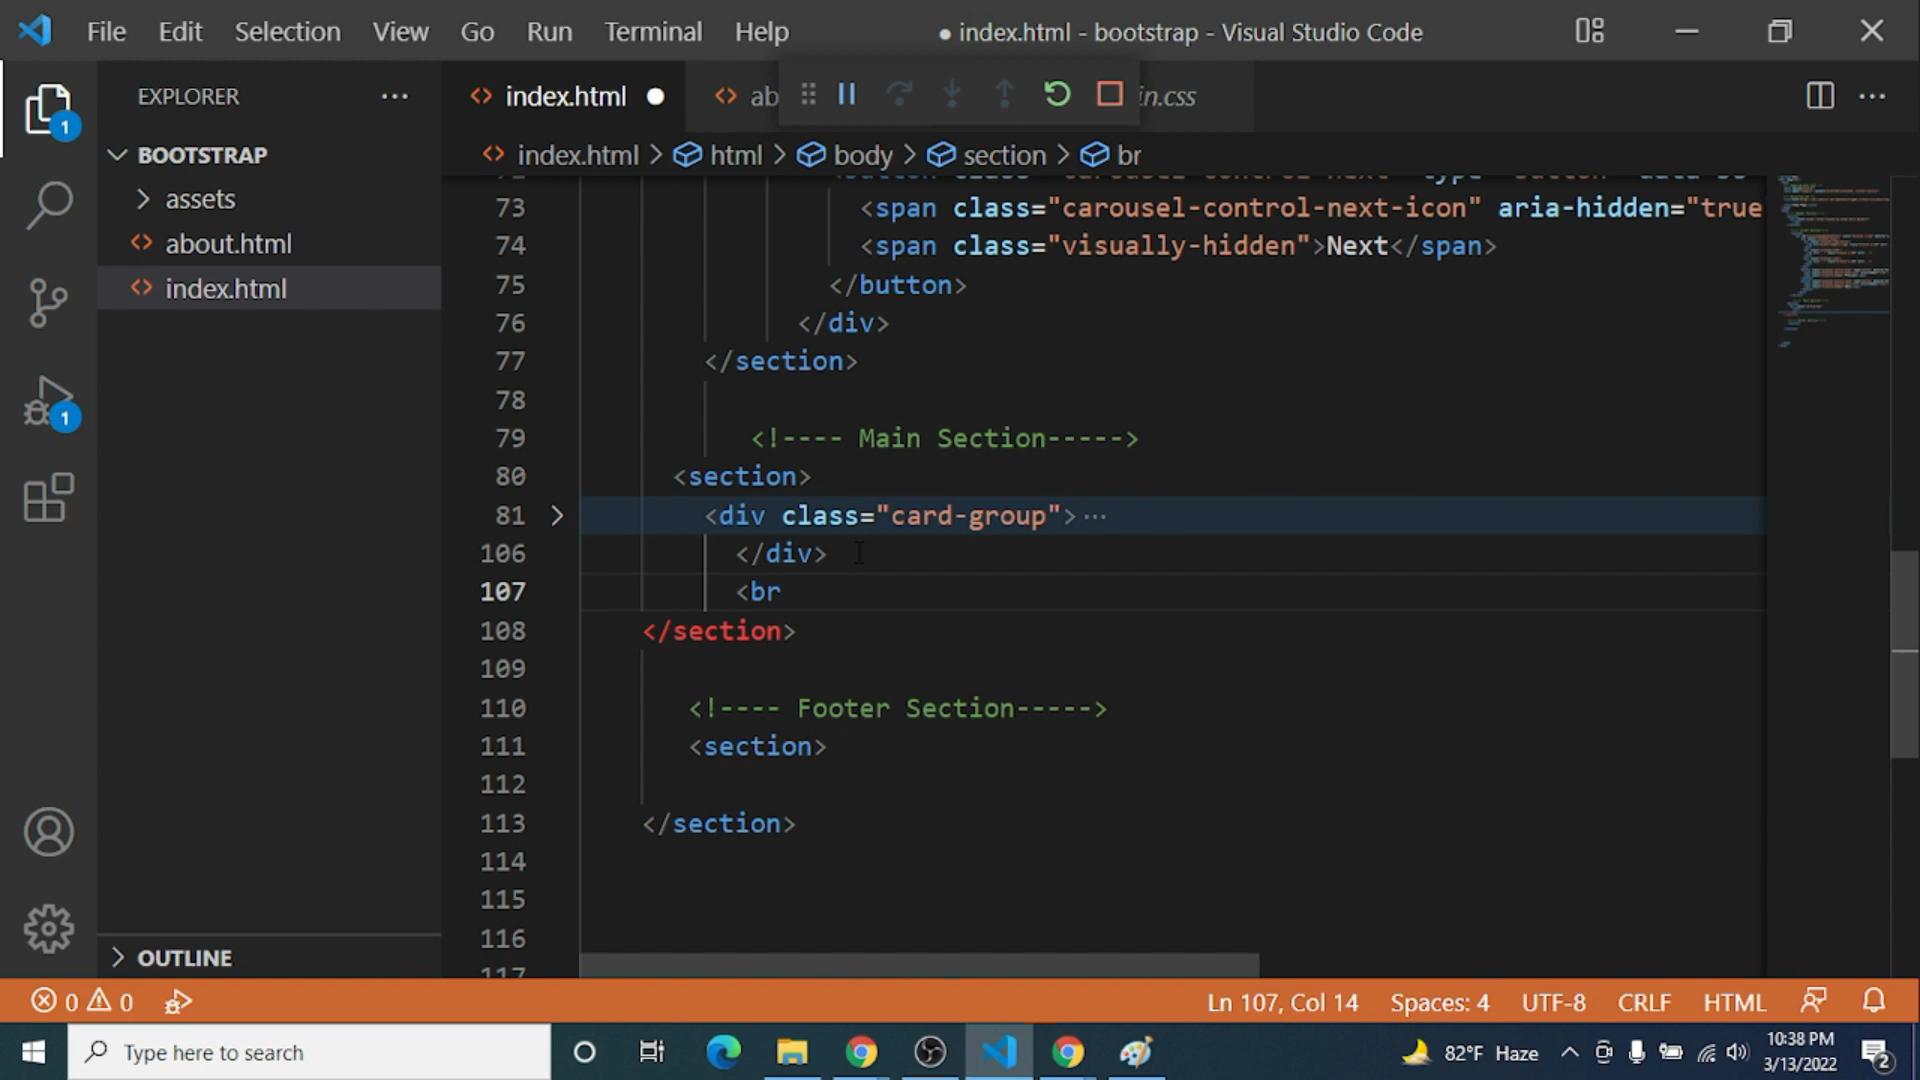 File Edit Selection View Go Run Terminal Help
● index.html - bootstrap - Visual Studio Code
EXPLORER ···
<> index.html ●
<> ab
in.css
<> index.html > html > body > section > br
BOOTSTRAP
assets
<> about.html
<> index.html
OUTLINE
1
1
73 <span class="carousel-control-next-icon" aria-hidden="true
74 <span class="visually-hidden">Next</span>
75 </button>
76 </div>
77 </section>
78
79 <!---- Main Section----->
80 <section>
81 > <div class="card-group">···
106 </div>
107 <br
108 </section>
109
110 <!---- Footer Section----->
111 <section>
112
113 </section>
114
115
116
117
0 0
Ln 107, Col 14 Spaces: 4 UTF-8 CRLF HTML
Type here to search
82°F Haze
10:38 PM
3/13/2022
2